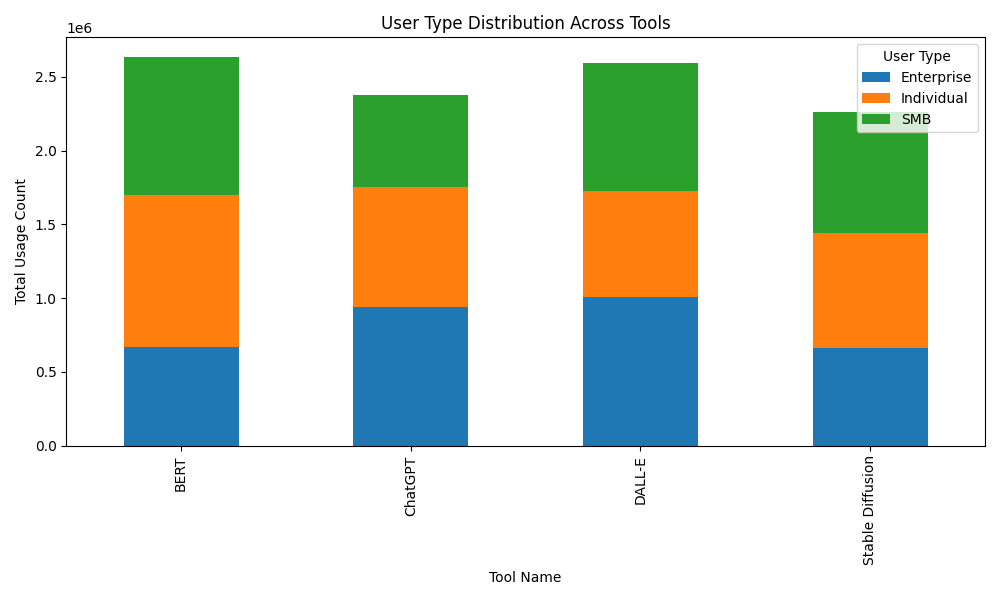 User Type Distribution Across Tools
1e6
2.5
2.0
1.5
1.0
0.5
0.0
Total Usage Count
User Type
Enterprise
Individual
SMB
BERT
ChatGPT
DALL-E
Stable Diffusion
Tool Name